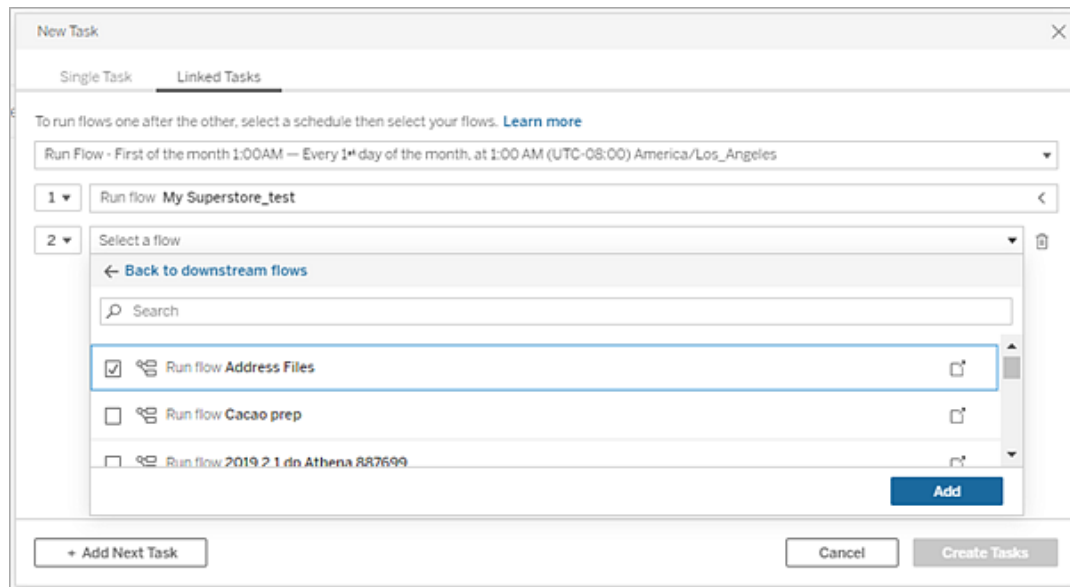 New Task
Single Task Linked Tasks
To run flows one after the other, select a schedule then select your flows. Learn more
Run Flow - First of the month 1:00AM — Every 1st day of the month, at 1:00 AM (UTC-08:00) America/Los_Angeles
1 Run flow My Superstore_test
2 Select a flow
← Back to downstream flows
Search
Run flow Address Files
Run flow Cacao prep
Run flow 2019.2.1 dp Athena 887699
Add
+ Add Next Task Cancel Create Tasks